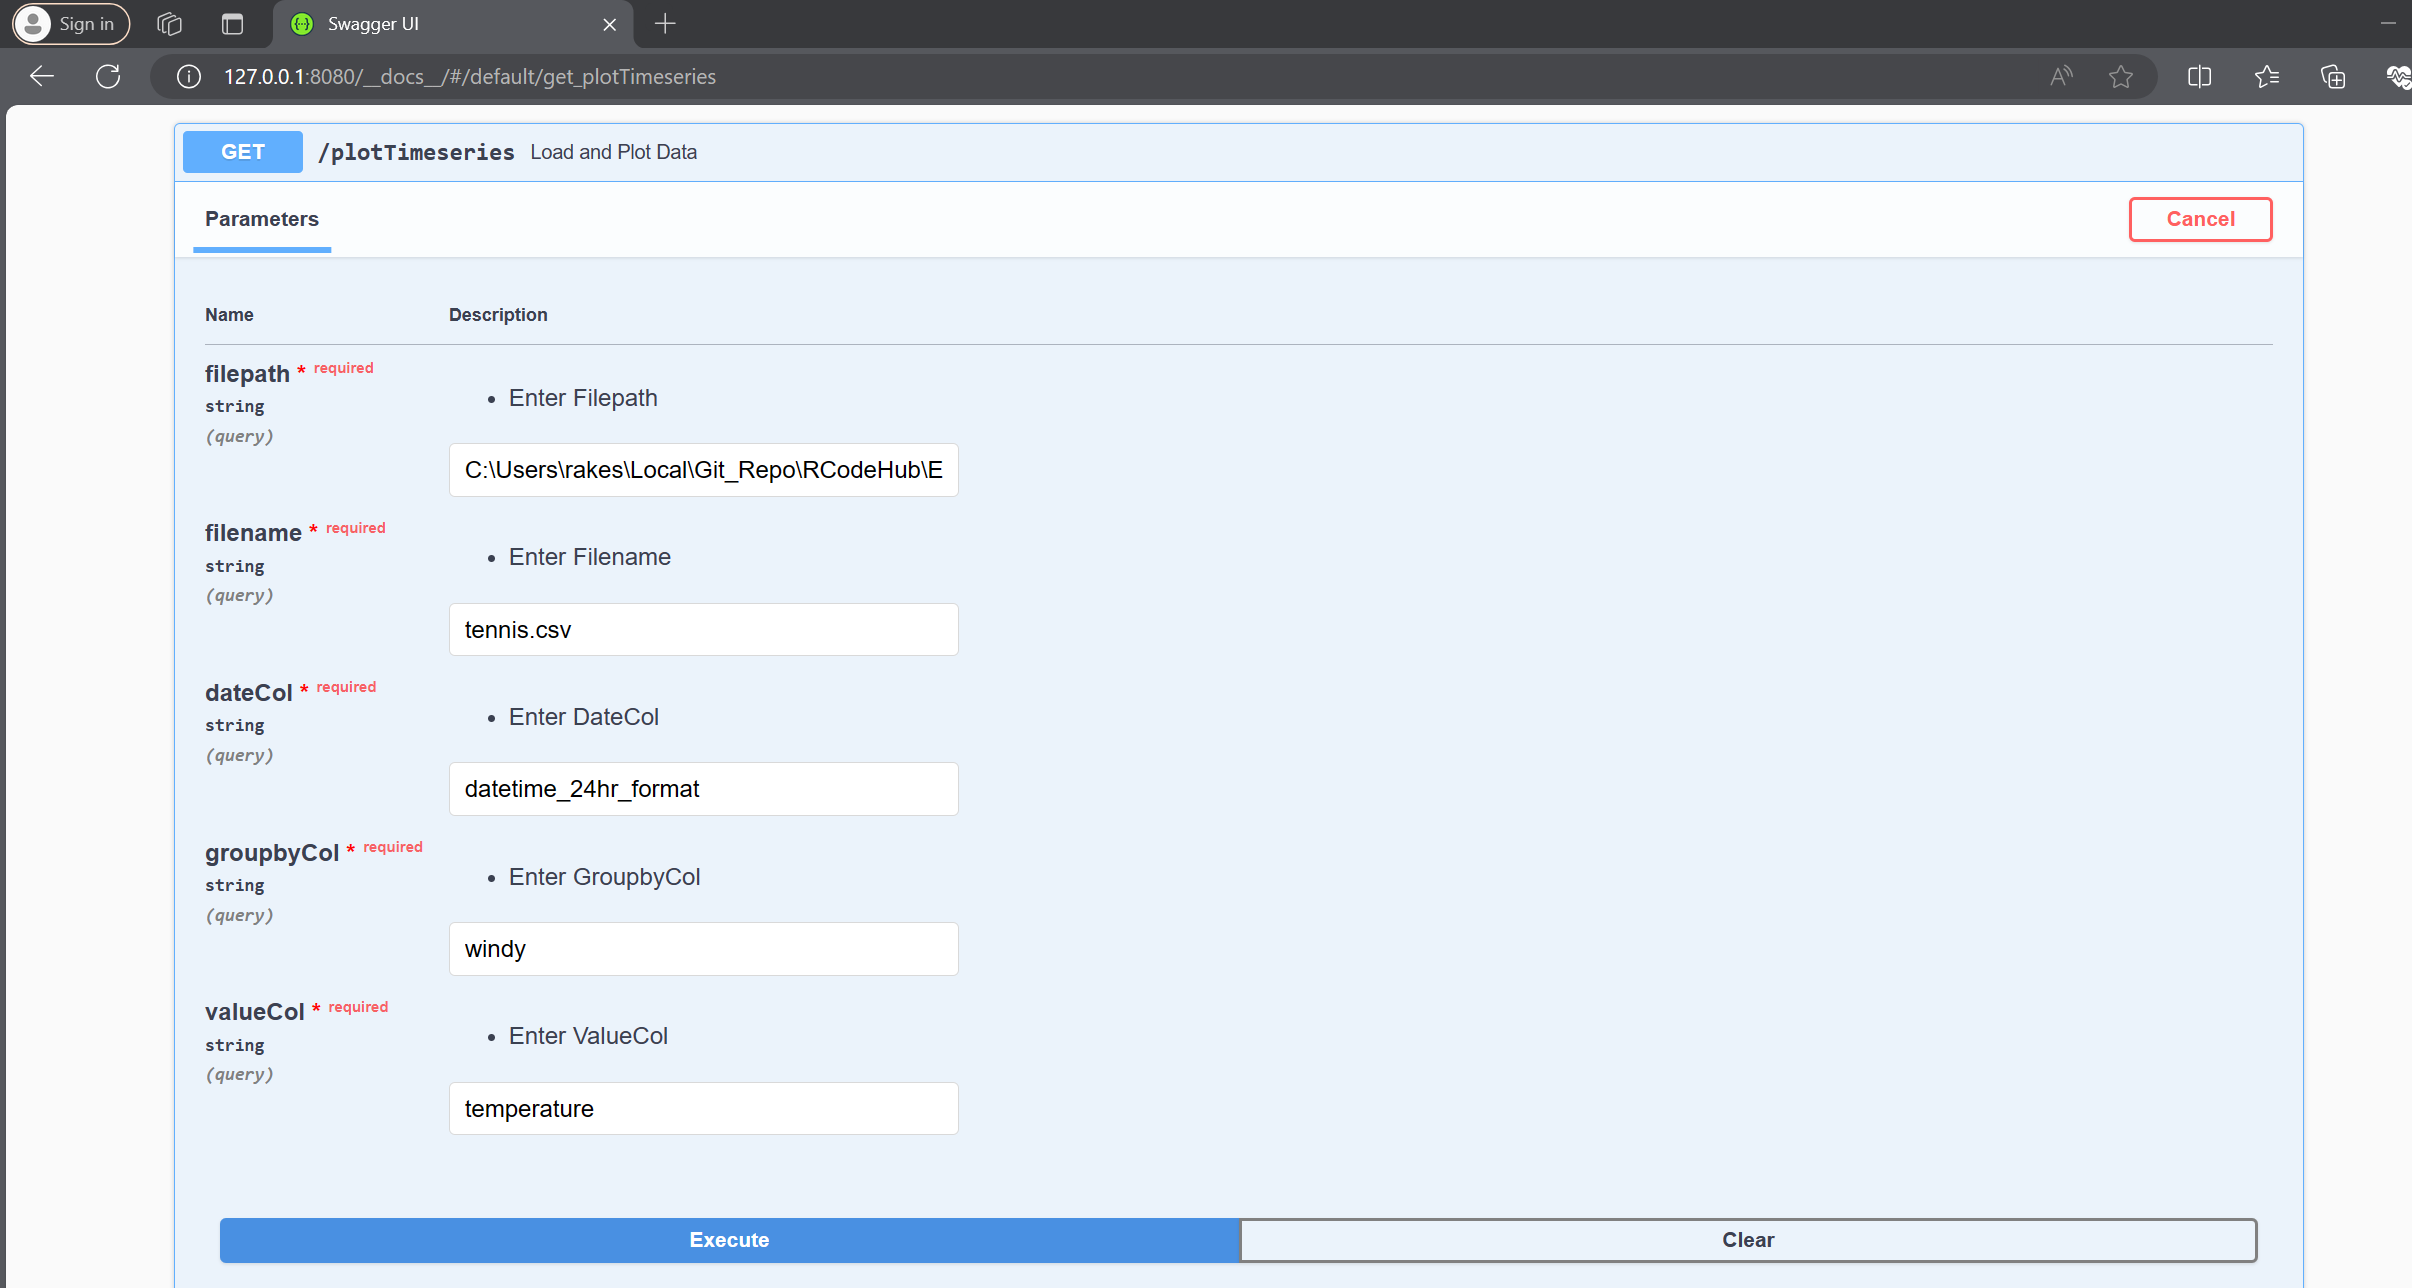 Sign in
Swagger UI
127.0.0.1:8080/__docs__/#/default/get_plotTimeseries
GET /plotTimeseries Load and Plot Data
Parameters
Cancel
Name Description
filepath * required
string
(query)
Enter Filepath
C:\Users\rakes\Local\Git_Repo\RCodeHub\E
filename * required
string
(query)
Enter Filename
tennis.csv
dateCol * required
string
(query)
Enter DateCol
datetime_24hr_format
groupbyCol * required
string
(query)
Enter GroupbyCol
windy
valueCol * required
string
(query)
Enter ValueCol
temperature
Execute
Clear